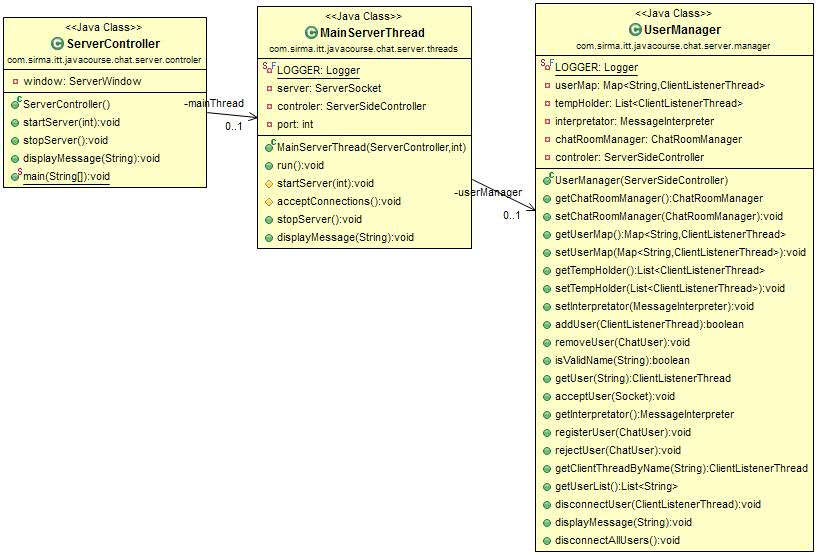 <<Java Class>>
ServerController
com.sirma.itt.javacourse.chat.server.controler
window: ServerWindow
ServerController()
startServer(int):void
stopServer():void
displayMessage(String):void
main(String[]):void
-mainThread
0..1
<<Java Class>>
MainServerThread
com.sirma.itt.javacourse.chat.server.threads
LOGGER: Logger
server: ServerSocket
controler: ServerSideController
port: int
MainServerThread(ServerController,int)
run():void
startServer(int):void
acceptConnections():void
stopServer():void
displayMessage(String):void
-userManager
0..1
<<Java Class>>
UserManager
com.sirma.itt.javacourse.chat.server.manager
LOGGER: Logger
userMap: Map<String,ClientListenerThread>
tempHolder: List<ClientListenerThread>
interpretator: MessageInterpreter
chatRoomManager: ChatRoomManager
controler: ServerSideController
UserManager(ServerSideController)
getChatRoomManager():ChatRoomManager
setChatRoomManager(ChatRoomManager):void
getUserMap():Map<String,ClientListenerThread>
setUserMap(Map<String,ClientListenerThread>):void
getTempHolder():List<ClientListenerThread>
setTempHolder(List<ClientListenerThread>):void
setInterpretator(MessageInterpreter):void
addUser(ClientListenerThread):boolean
removeUser(ChatUser):void
isValidName(String):boolean
getUser(String):ClientListenerThread
acceptUser(Socket):void
getInterpretator():MessageInterpreter
registerUser(ChatUser):void
rejectUser(ChatUser):void
getClientThreadByName(String):ClientListenerThread
getUserList():List<String>
disconnectUser(ClientListenerThread):void
displayMessage(String):void
disconnectAllUsers():void